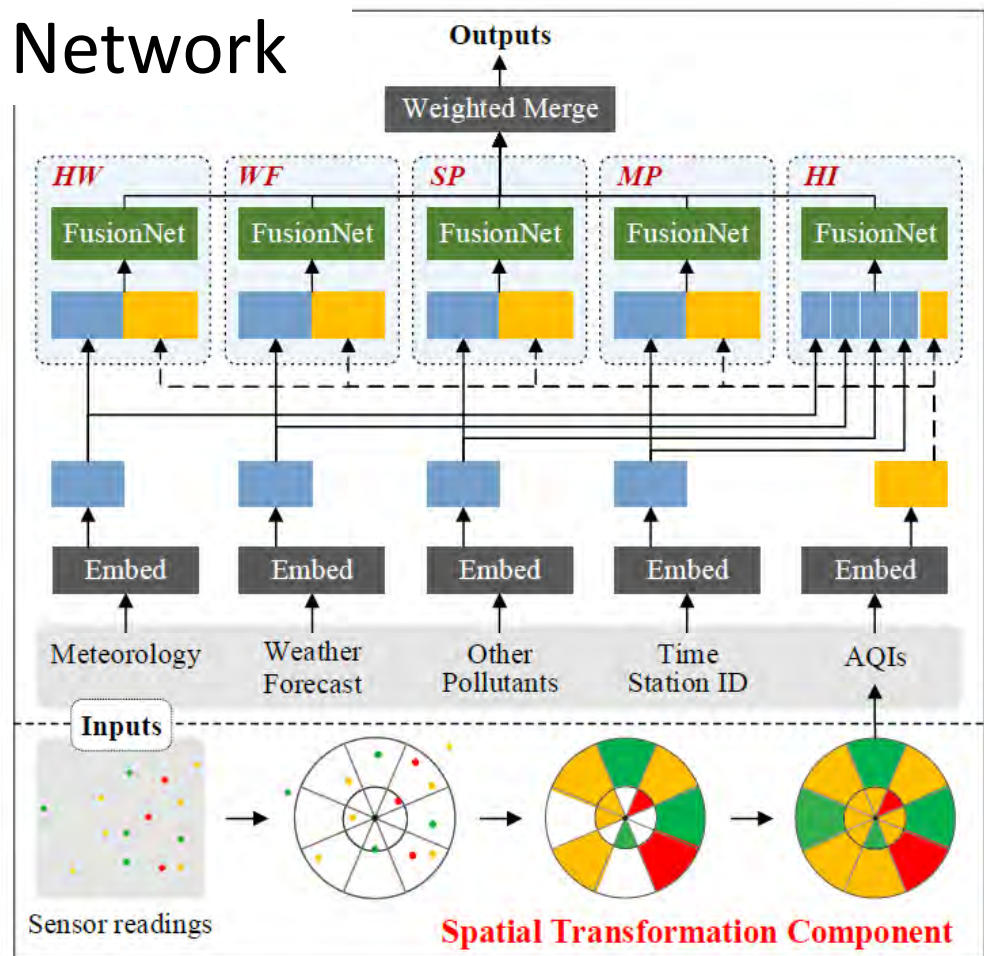 Network
Outputs
Weighted Merge
HW
WF
SP
MP
HI
FusionNet
FusionNet
FusionNet
FusionNet
FusionNet
Embed
Embed
Embed
Embed
Embed
Meteorology
Weather
Forecast
Other
Pollutants
Time
Station ID
AQIs
Inputs
Sensor readings
Spatial Transformation Component